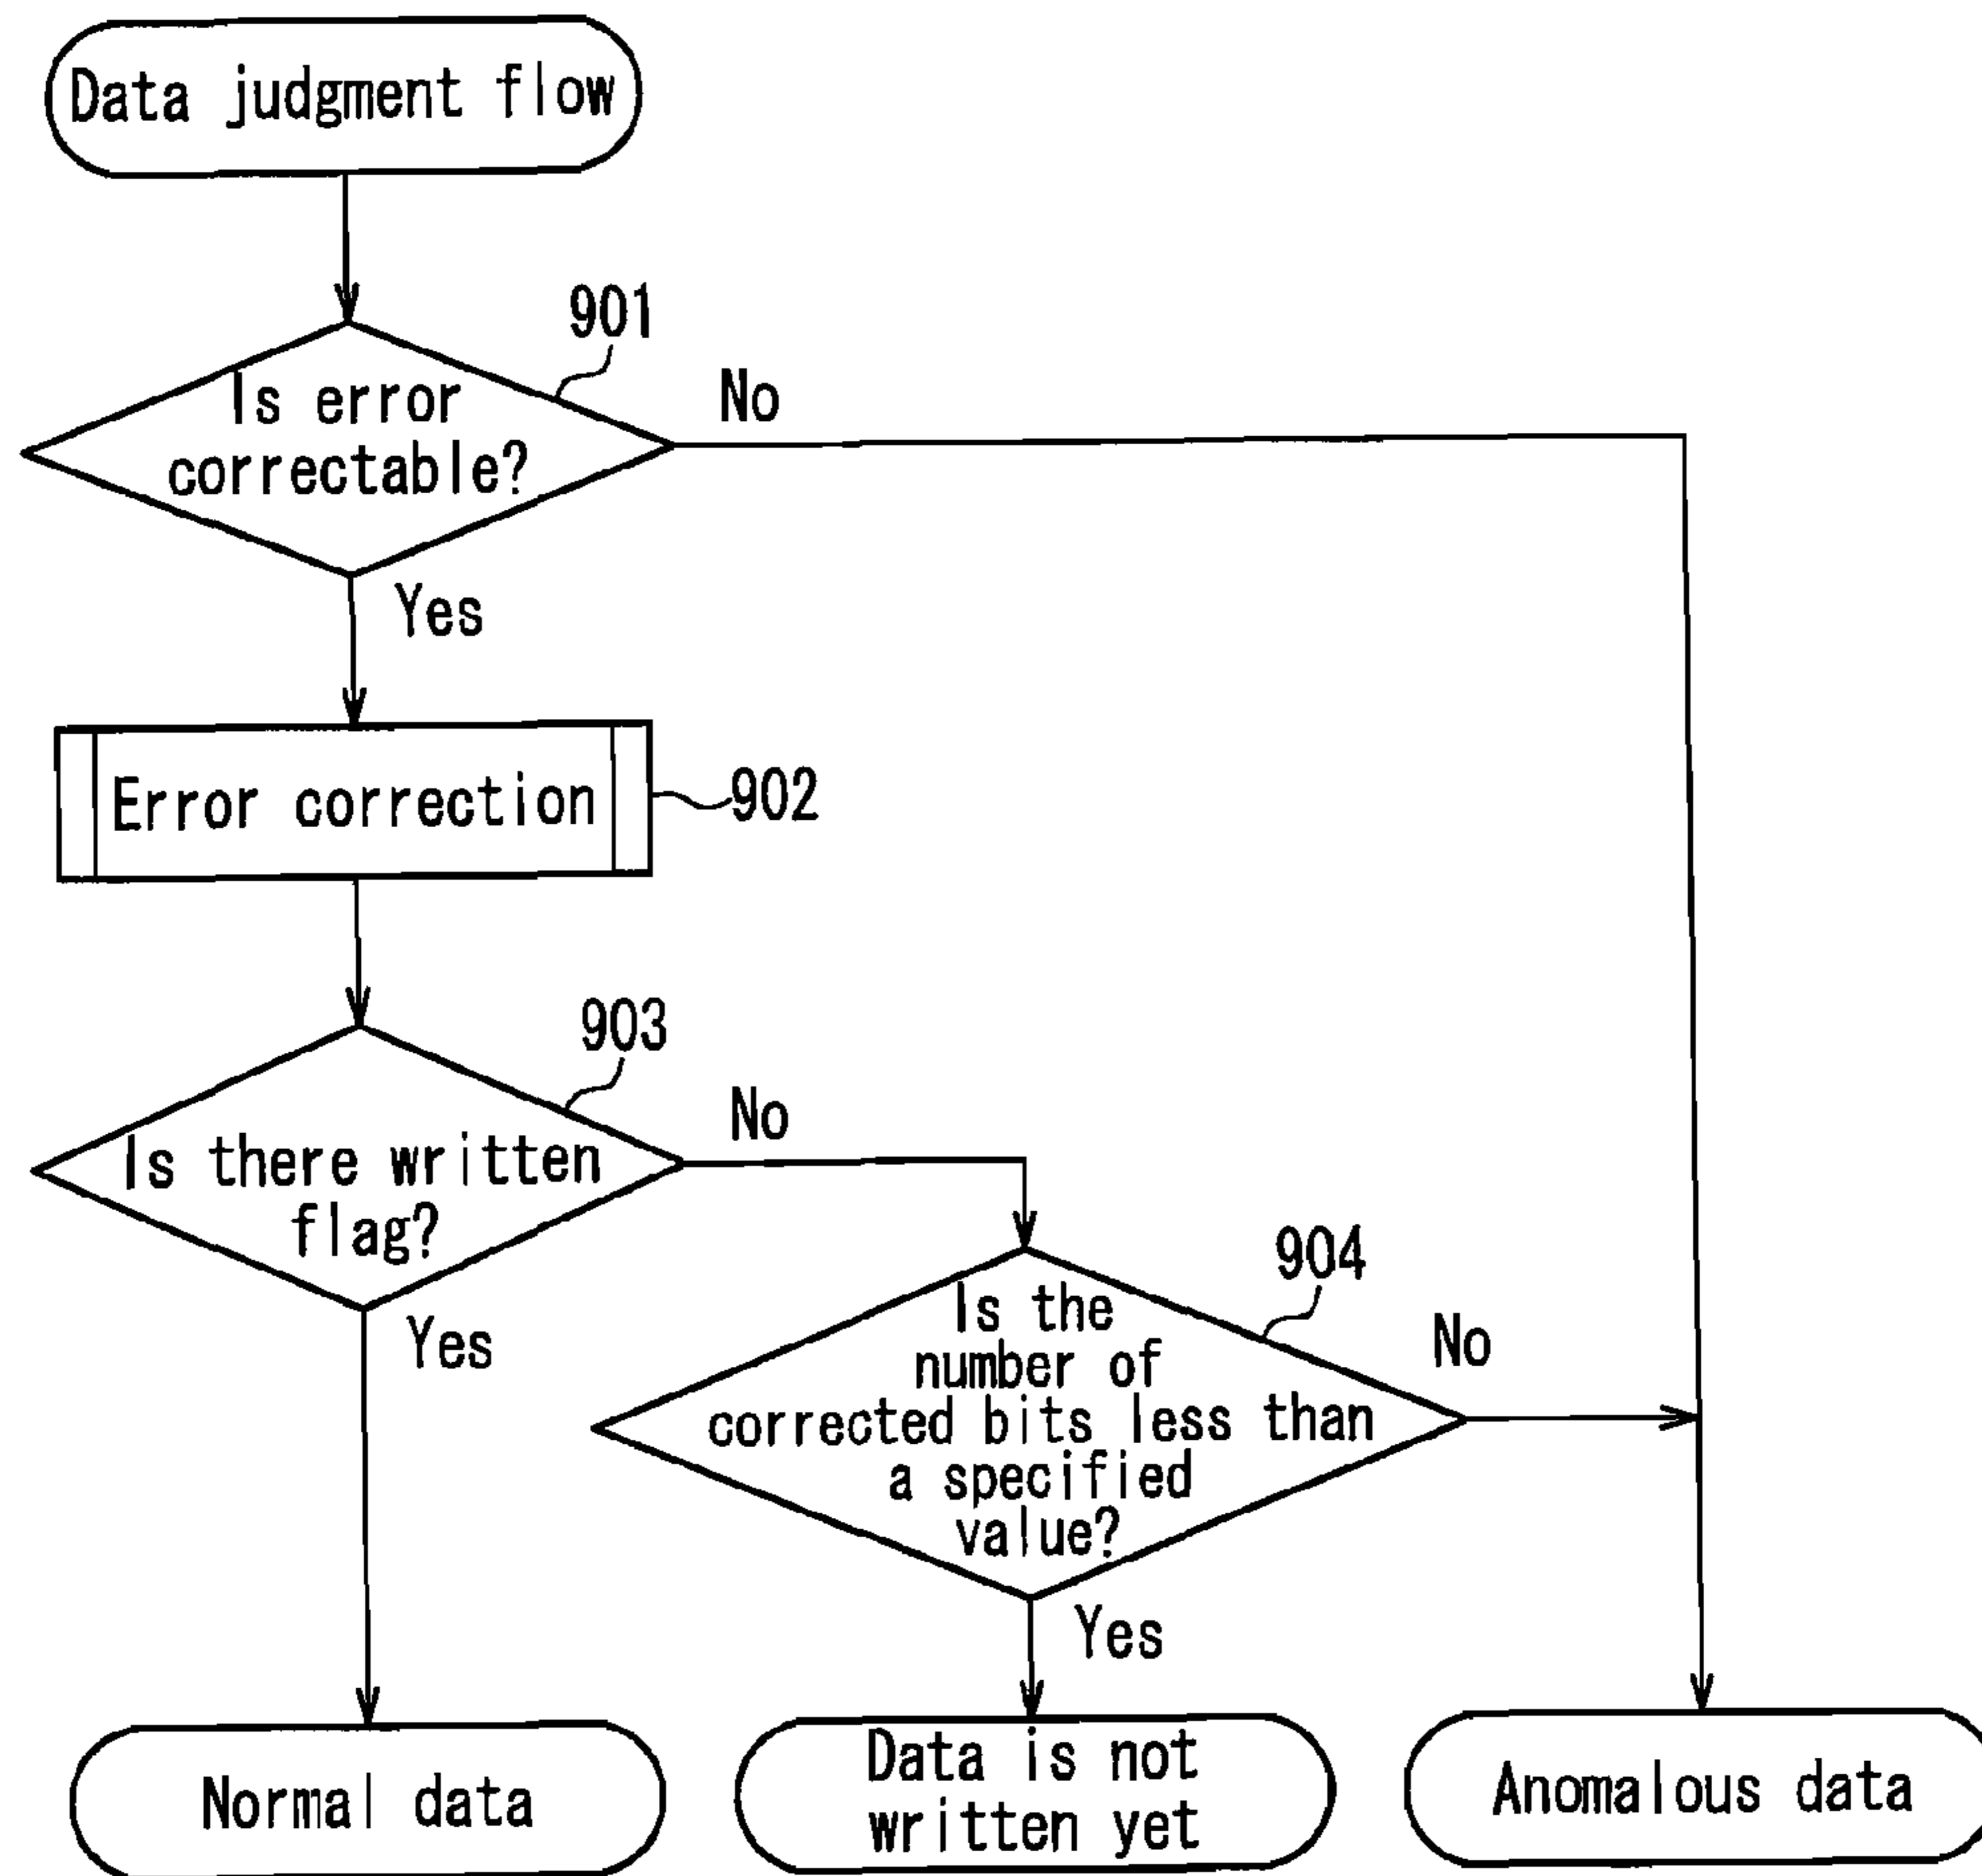 Data judgment flow
901
Is error
correctable?
No
Yes
Error correction
902
903
Is there written
flag?
No
Yes
904
Is the
number of
corrected bits less than
a specified
value?
No
Yes
Normal data
Data is not
written yet
Anomalous data